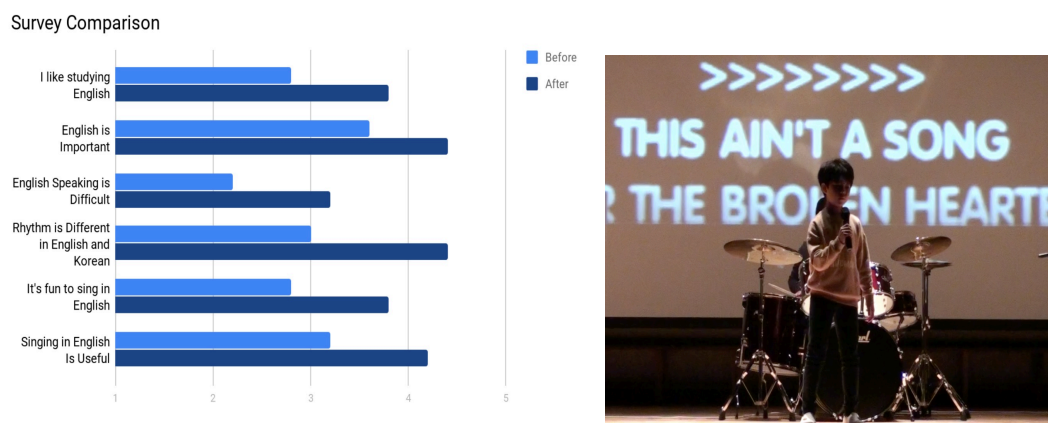 Survey Comparison
Before
After
I like studying
English
English is
Important
English Speaking is
Difficult
Rhythm is Different
in English and
Korean
It's fun to sing in
English
Singing in English
Is Useful
1 2 3 4 5
>>>>>>>>
THIS AIN'T A SONG
THE HEARTE